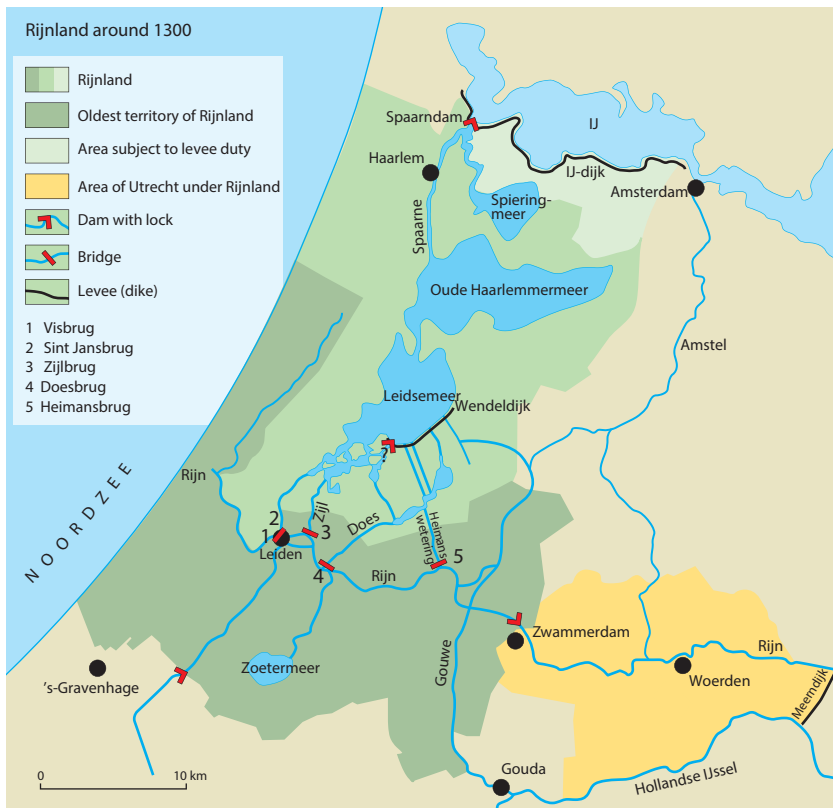 Rijnland around 1300
Rijnland
Oldest territory of Rijnland
Area subject to levee duty
Area of Utrecht under Rijnland
Dam with lock
Bridge
Levee (dike)
1 Visbrug
2 Sint Jansbrug
3 Zijlbrug
4 Doesbrug
5 Heimansbrug
Spaarndam
IJ
Haarlem
IJ-dijk
Amsterdam
Spiering-
meer
Spaarne
Oude Haarlemmermeer
Amstel
Leidsemeer
Wendeldijk
?
Rijn
NOORDZEE
Zijl
Does
Heimans
wetering
2
1
3
Leiden
4
Rijn
5
Zwammerdam
Rijn
Zoetermeer
Gouwe
's-Gravenhage
Woerden
Meerndijk
Gouda
Hollandse IJssel
0 10 km